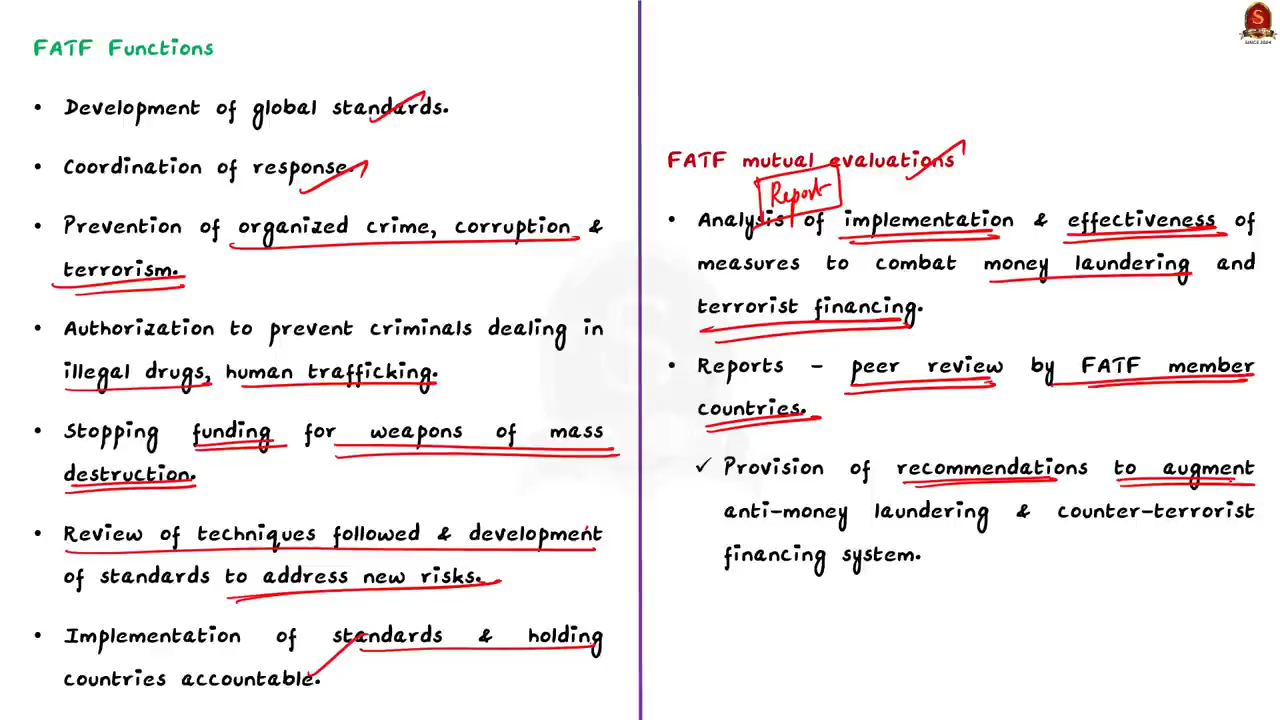 FATF Functions
• Development of global standards.
• Coordination of response.
• Prevention of organized crime, corruption &
terrorism.
• Authorization to prevent criminals dealing in
illegal drugs, human trafficking.
• Stopping funding for weapons of mass
destruction.
• Review of techniques followed & development
of standards to address new risks.
• Implementation of standards & holding
countries accountable.
FATF mutual evaluations
Report
• Analysis of implementation & effectiveness of
measures to combat money laundering and
terrorist financing.
• Reports – peer review by FATF member
countries.
✓ Provision of recommendations to augment
anti-money laundering & counter-terrorist
financing system.
S
SINCE 2004